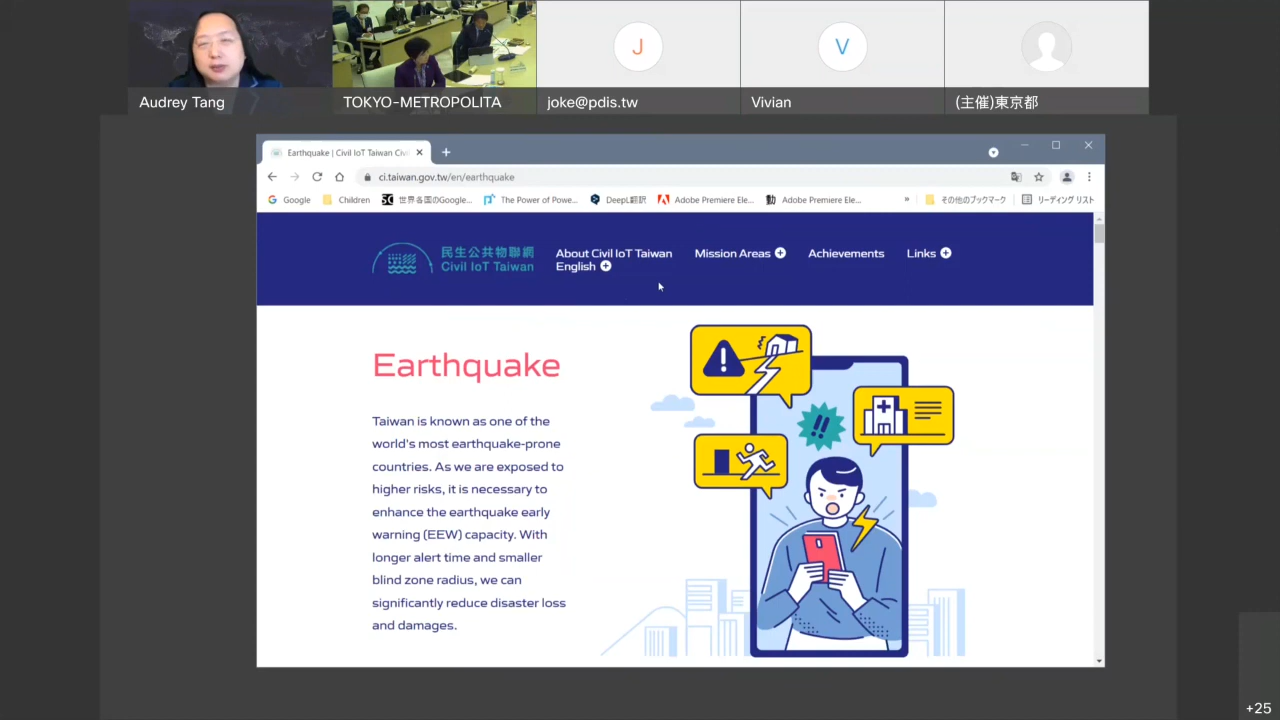 Audrey Tang
TOKYO-METROPOLITA
J
joke@pdis.tw
V
Vivian
(主催)東京都
Earthquake | Civil IoT Taiwan Civi
ci.taiwan.gov.tw/en/earthquake
Google
Children
世界各国のGoogle...
The Power of Powe...
DeepL翻訳
Adobe Premiere Ele...
Adobe Premiere Ele...
»
その他のブックマーク
リーディング リスト
民生公共物聯網
Civil IoT Taiwan
About Civil IoT Taiwan
Mission Areas
Achievements
Links
English
Earthquake
Taiwan is known as one of the
world's most earthquake-prone
countries. As we are exposed to
higher risks, it is necessary to
enhance the earthquake early
warning (EEW) capacity. With
longer alert time and smaller
blind zone radius, we can
significantly reduce disaster loss
and damages.
!
!!
+25